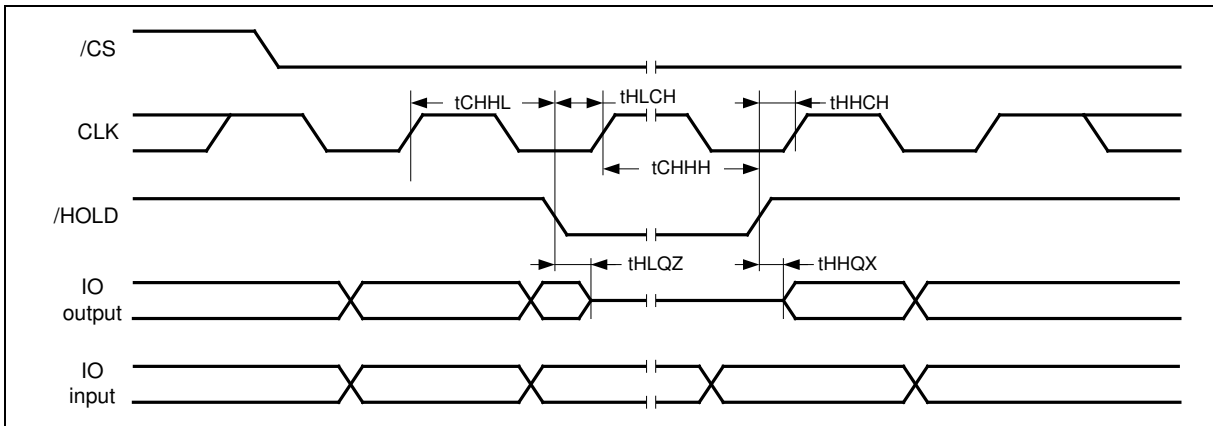 /CS
tCHHL
tHLCH
tHHCH
CLK
tCHHH
/HOLD
tHLQZ
tHHQX
IO
output
IO
input